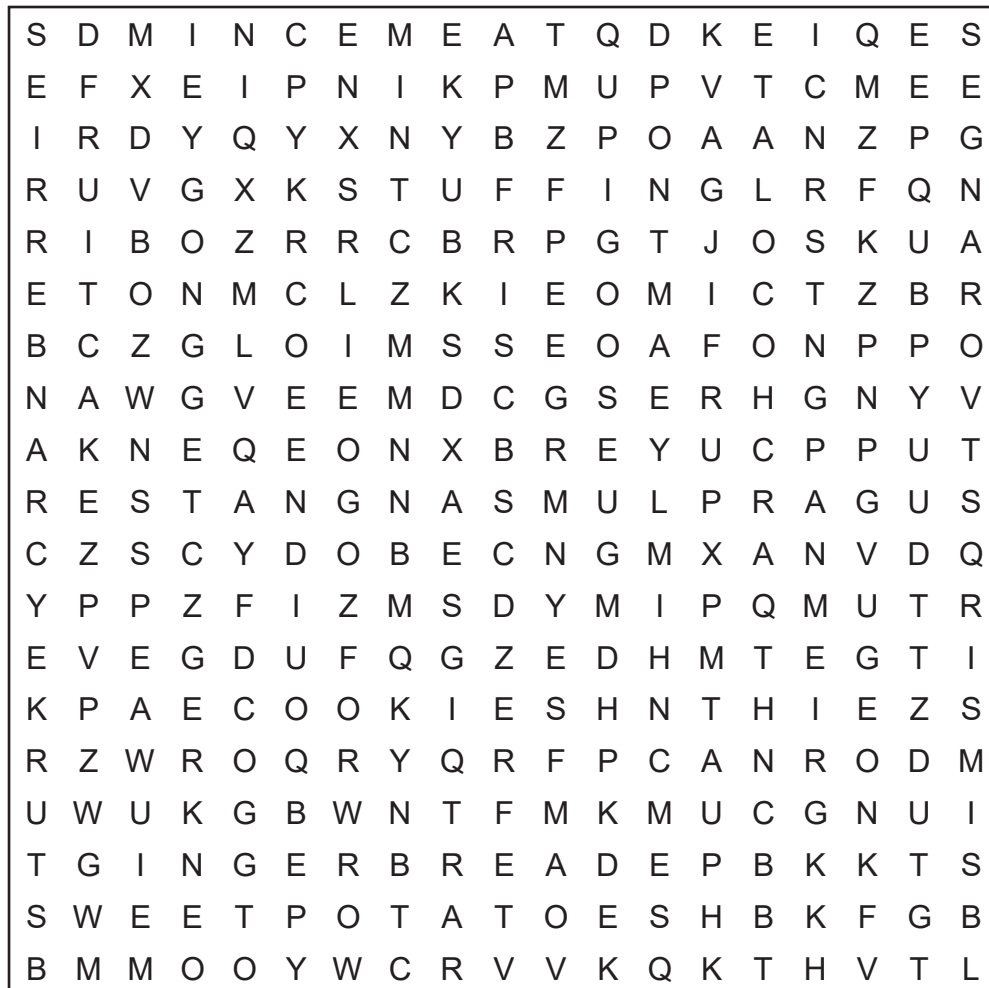 S D M I N C E M E A T Q D K E I Q E S
E F X E I P N I K P M U P V T C M E E
I R D Y Q Y X N Y B Z P O A A N Z P G
R U V G X K S T U F F I N G L R F Q N
R I B O Z R R C B R P G T J O S K U A
E T O N M C L Z K I E O M I C T Z B R
B C Z G L O I M S S E O A F O N P P O
N A W G V E E M D C G S E R H G N Y V
A K N E Q E O N X B R E Y U C P P U T
R E S T A N G N A S M U L P R A G U S
C Z S C Y D O B E C N G M X A N V D Q
Y P P Z F I Z M S D Y M I P Q M U T R
E V E G D U F Q G Z E D H M T E G T I
K P A E C O O K I E S H N T H I E Z S
R Z W R O Q R Y Q R F P C A N R O D M
U W U K G B W N T F M K M U C G N U I
T G I N G E R B R E A D E P B K K T S
S W E E T P O T A T O E S H B K F G B
B M M O O Y W C R V V K Q K T H V T L